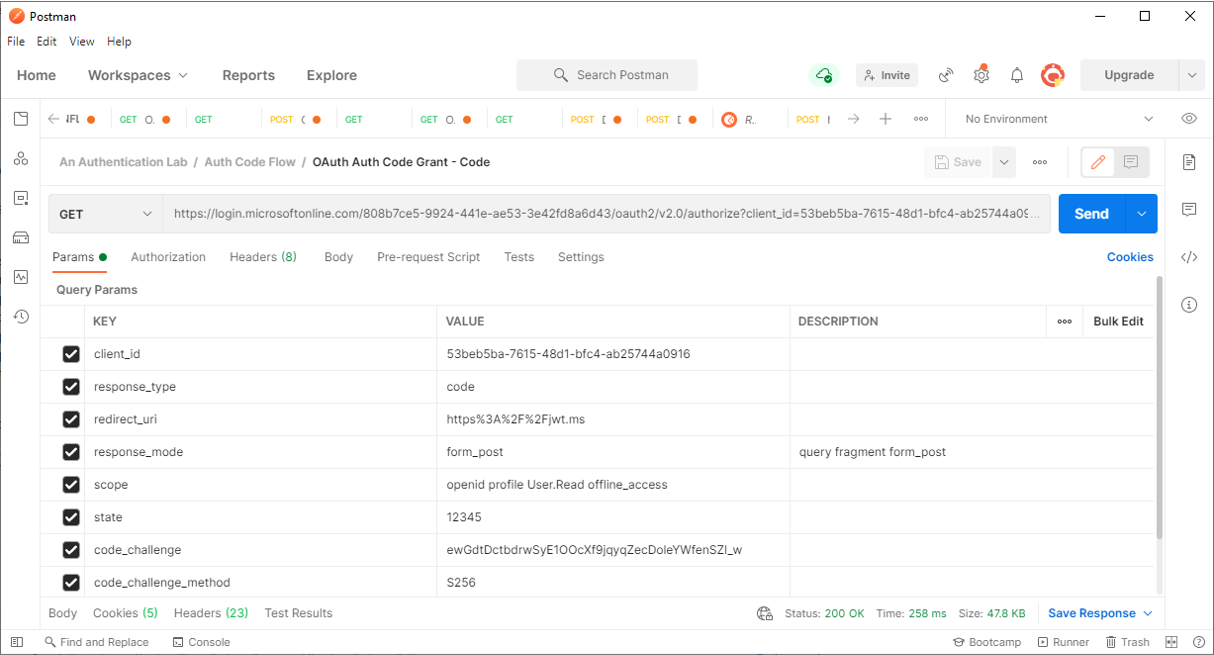 Postman
File Edit View Help
Home Workspaces Reports Explore Search Postman Invite Upgrade
GET GET POST GET GET GET POST POST POST No Environment
An Authentication Lab / Auth Code Flow / OAuth Auth Code Grant - Code Save
GET https://login.microsoftonline.com/808b7ce5-9924-441e-ae53-3e42fd8a6d43/oauth2/v2.0/authorize?client_id=53beb5ba-7615-48d1-bfc4-ab25744a09... Send
Params Authorization Headers (8) Body Pre-request Script Tests Settings Cookies
Query Params
KEY VALUE DESCRIPTION Bulk Edit
client_id 53beb5ba-7615-48d1-bfc4-ab25744a0916
response_type code
redirect_uri https%3A%2F%2Fjwt.ms
response_mode form_post query fragment form_post
scope openid profile User.Read offline_access
state 12345
code_challenge
code_challenge_method S256
Body Cookies (5) Headers (23) Test Results Status: 200 OK Time: 258 ms Size: 47.8 KB Save Response
Find and Replace Console Bootcamp Runner Trash